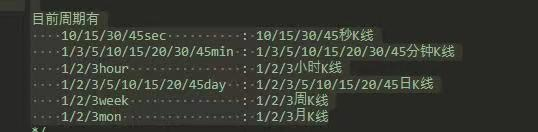 目前周期有
10/15/30/45sec : 10/15/30/45秒K线
1/3/5/10/15/20/30/45min : 1/3/5/10/15/20/30/45分钟K线
1/2/3hour : 1/2/3小时K线
1/2/3/5/10/15/20/45day : 1/2/3/5/10/15/20/45日K线
1/2/3week : 1/2/3周K线
1/2/3mon : 1/2/3月K线
*/